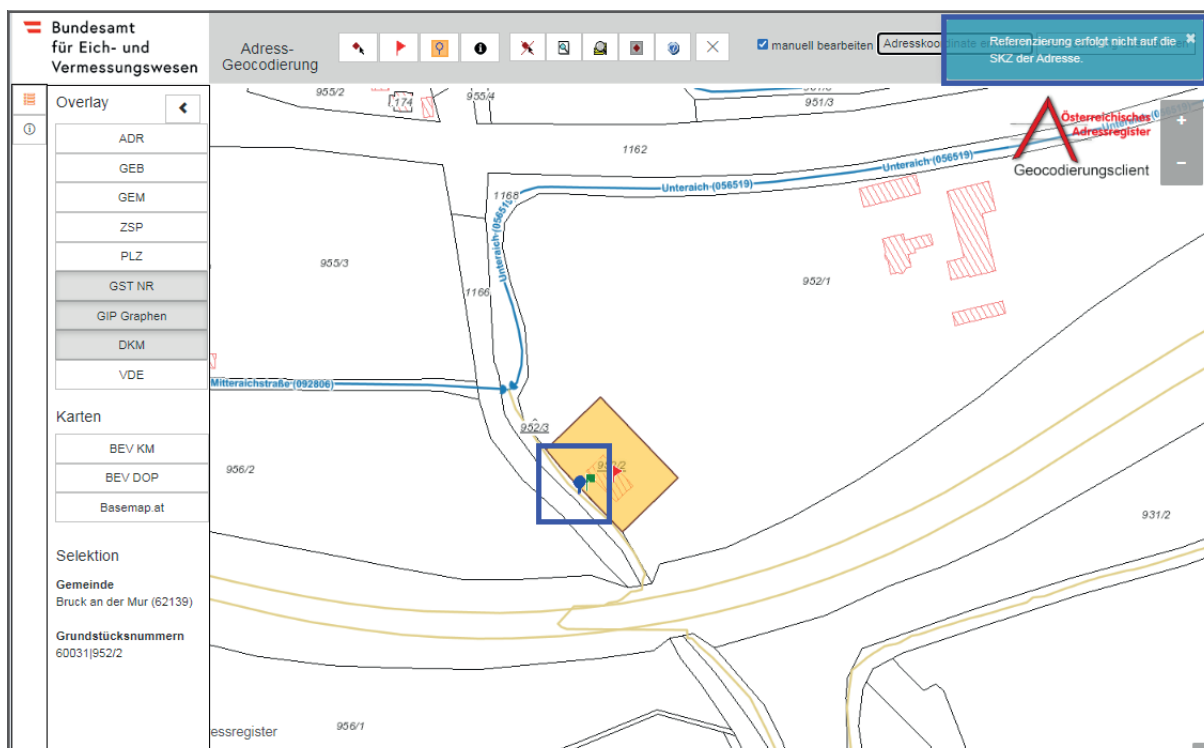 Bundesamt
für Eich- und
Vermessungswesen
Adress-
Geocodierung
manuell bearbeiten
Adresskoordinate
Referenzierung erfolgt nicht auf die
SKZ der Adresse.
Overlay
ADR
GEB
GEM
ZSP
PLZ
GST NR
GIP Graphen
DKM
VDE
Karten
BEV KM
BEV DOP
Basemap.at
Selektion
Gemeinde
Bruck an der Mur (62139)
Grundstücksnummern
60031|952/2
955/2
174
955/4
951/3
Österreichisches
Adressregister
Geocodierungsclient
+
−
1162
Unteraich (056519)
Unteraich (056519)
1168
955/3
952/1
1166
Mitteraichstraße (092806)
952/3
952/2
956/2
931/2
956/1
essregister